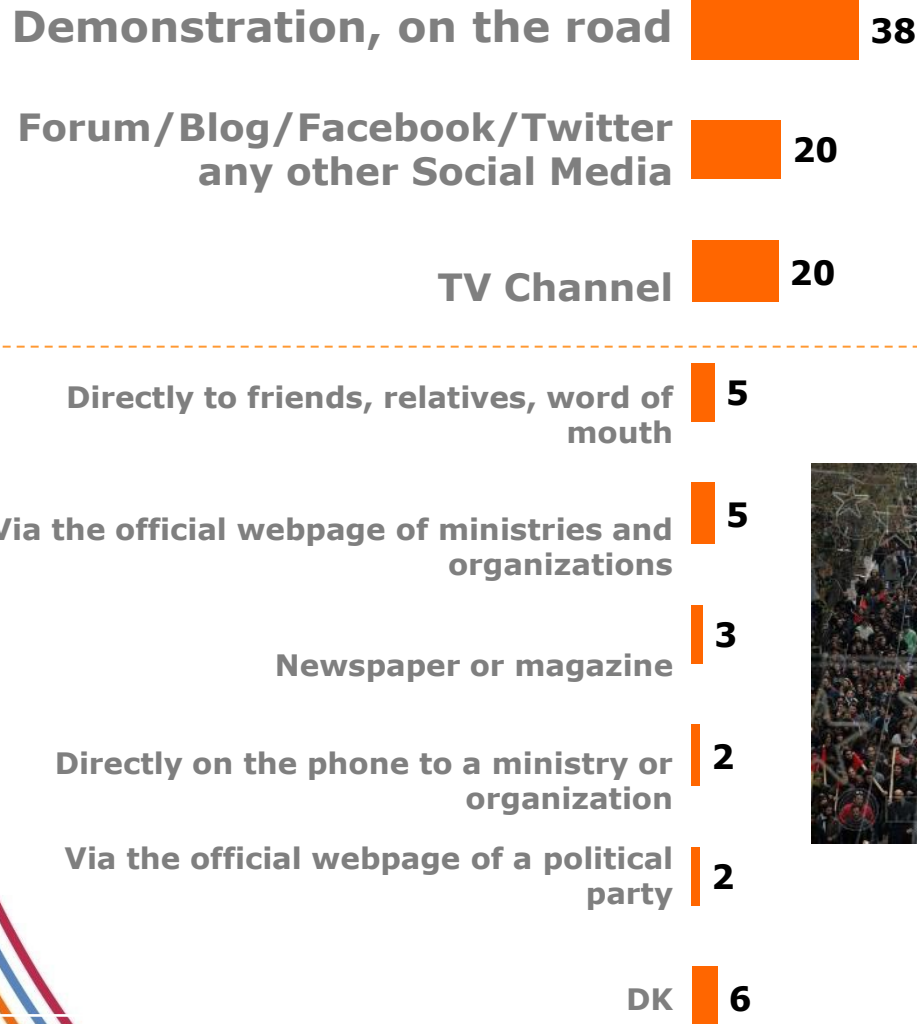 Demonstration, on the road 38
Forum/Blog/Facebook/Twitter
any other Social Media 20
TV Channel 20
Directly to friends, relatives, word of
mouth 5
Via the official webpage of ministries and
organizations 5
Newspaper or magazine 3
Directly on the phone to a ministry or
organization 2
Via the official webpage of a political
party 2
DK 6